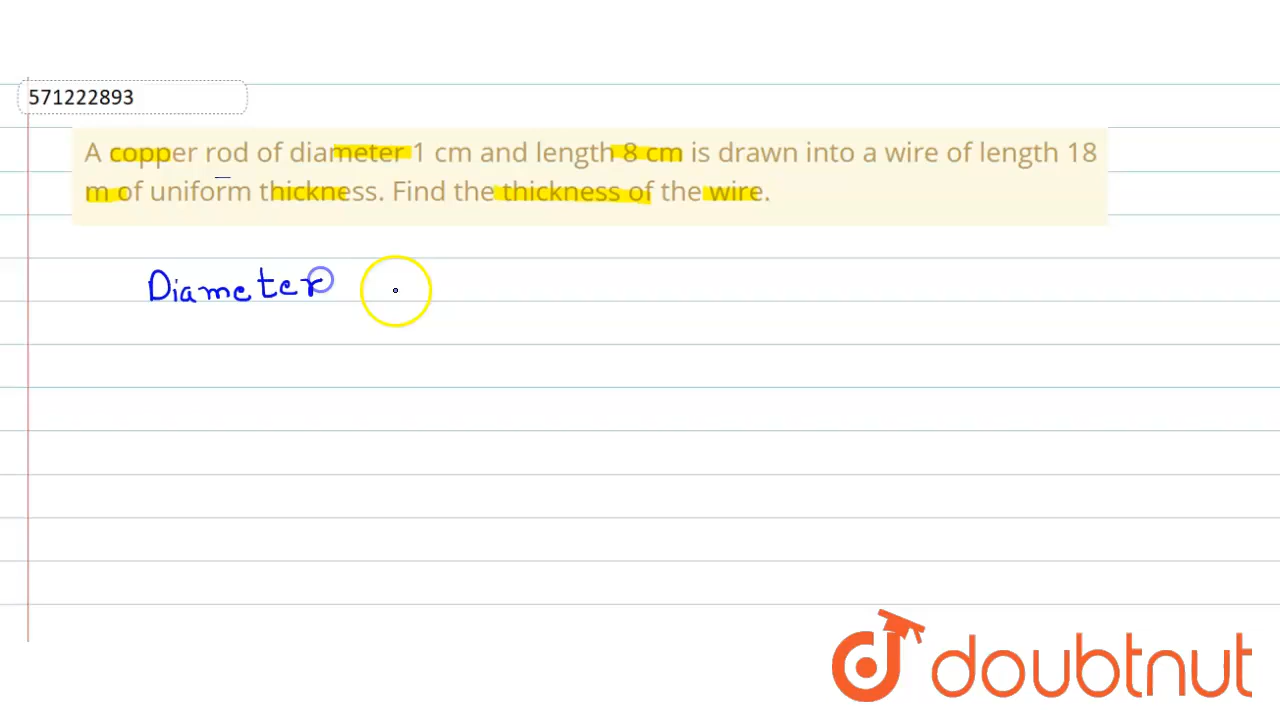 571222893
A copper rod of diameter 1 cm and length 8 cm is drawn into a wire of length 18
m of uniform thickness. Find the thickness of the wire.
Diameter
doubtnut